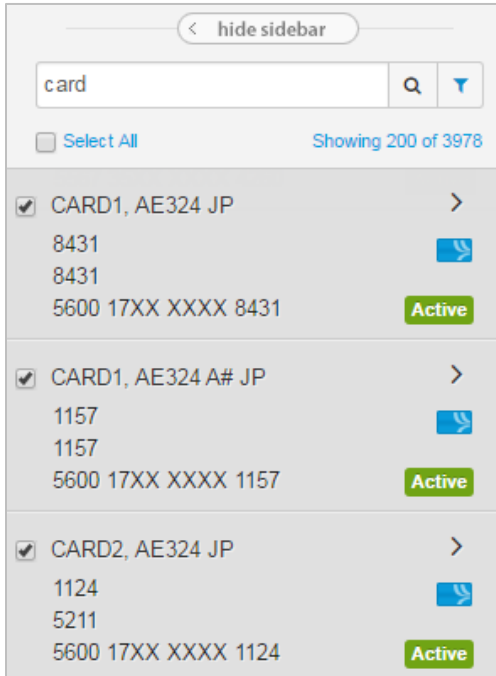 hide sidebar
card
Select All Showing 200 of 3978
CARD1, AE324 JP
8431
8431
5600 17XX XXXX 8431 Active
CARD1, AE324 A# JP
1157
1157
5600 17XX XXXX 1157 Active
CARD2, AE324 JP
1124
5211
5600 17XX XXXX 1124 Active